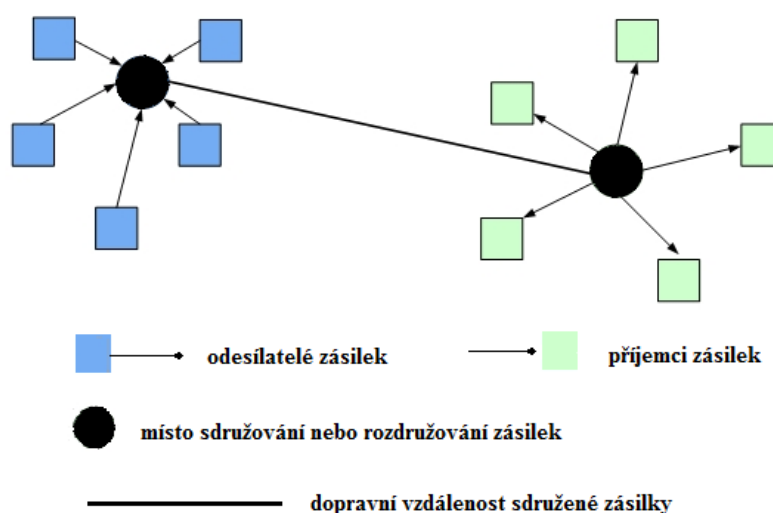 odesílatelé zásilek
příjemci zásilek
místo sdružování nebo rozdružování zásilek
dopravní vzdálenost sdružené zásilky